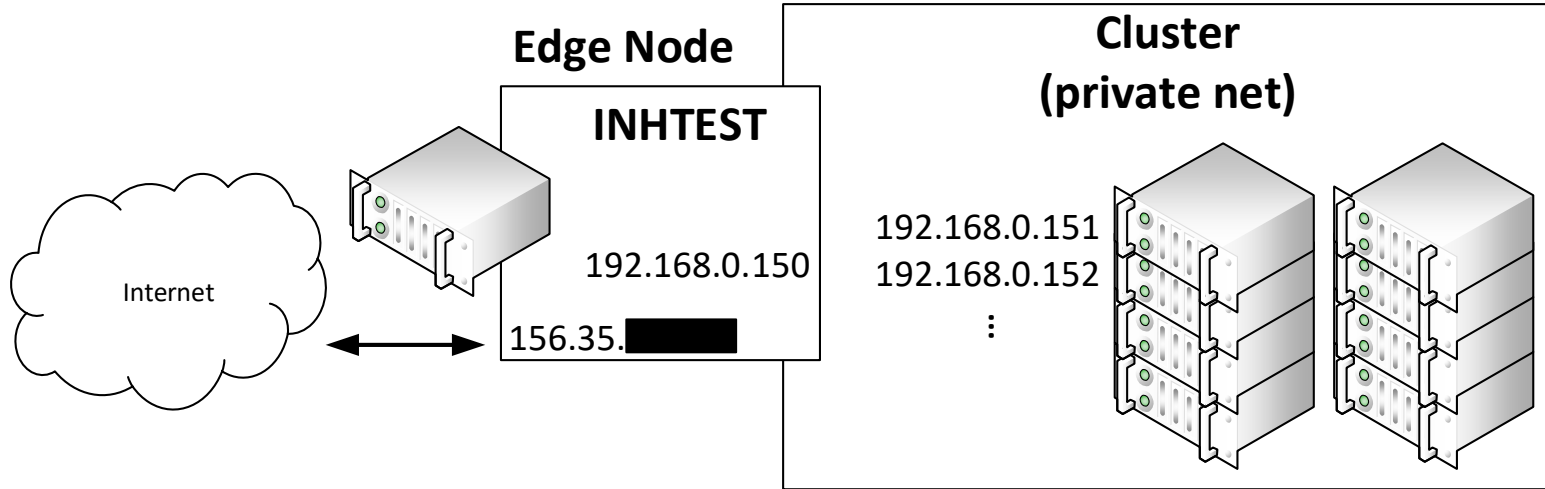 Edge Node
INHTEST
192.168.0.150
156.35.
Internet
Cluster
(private net)
192.168.0.151
192.168.0.152
⋮